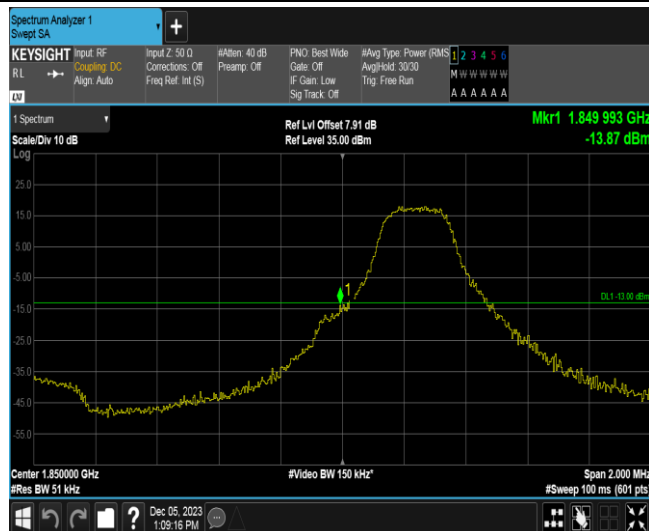 Spectrum Analyzer 1
Swept SA
KEYSIGHT
RL
LXI
Input: RF
Coupling: DC
Align: Auto
Input Z: 50 Ω
Corrections: Off
Freq Ref: Int (S)
#Atten: 40 dB
Preamp: Off
PNO: Best Wide
Gate: Off
IF Gain: Low
Sig Track: Off
#Avg Type: Power (RMS
Avg|Hold: 30/30
Trig: Free Run
1 2 3 4 5 6
M W W W W W
A A A A A A
1 Spectrum
Scale/Div 10 dB
Ref Lvl Offset 7.91 dB
Ref Level 35.00 dBm
Mkr1 1.849 993 GHz
-13.87 dBm
Log
25.0
15.0
5.00
-5.00
1
DL1 -13.00 dBm
-15.0
-25.0
-35.0
-45.0
-55.0
Center 1.850000 GHz
#Video BW 150 kHz*
Span 2.000 MHz
#Res BW 51 kHz
#Sweep 100 ms (601 pts)
?
Dec 05, 2023
1:09:16 PM